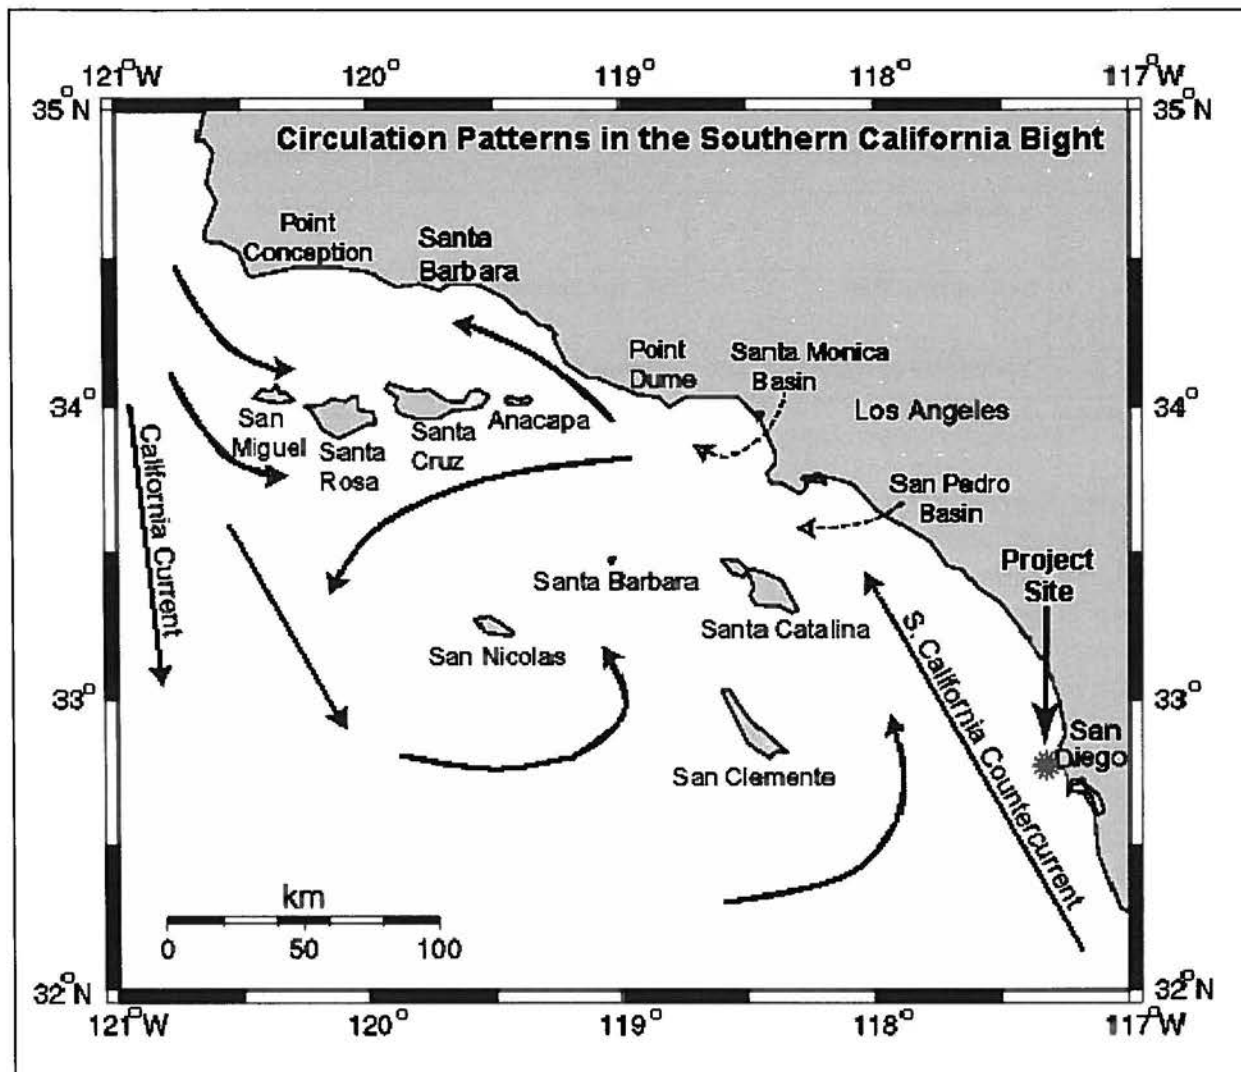 121°W 120° 119° 118° 117°W
35°N 35°N
Circulation Patterns in the Southern California Bight
Point
Conception
Santa
Barbara
Point
Dume
Santa Monica
Basin
34° 34°
Los Angeles
San
Miguel
Santa
Rosa
Santa
Cruz
Anacapa
California Current
San Pedro
Basin
Project
Site
Santa Barbara
Santa Catalina
San Nicolas
S. California Countercurrent
33° 33°
San
Diego
San Clemente
km
0 50 100
32°N 32°N
121°W 120° 119° 118° 117°W